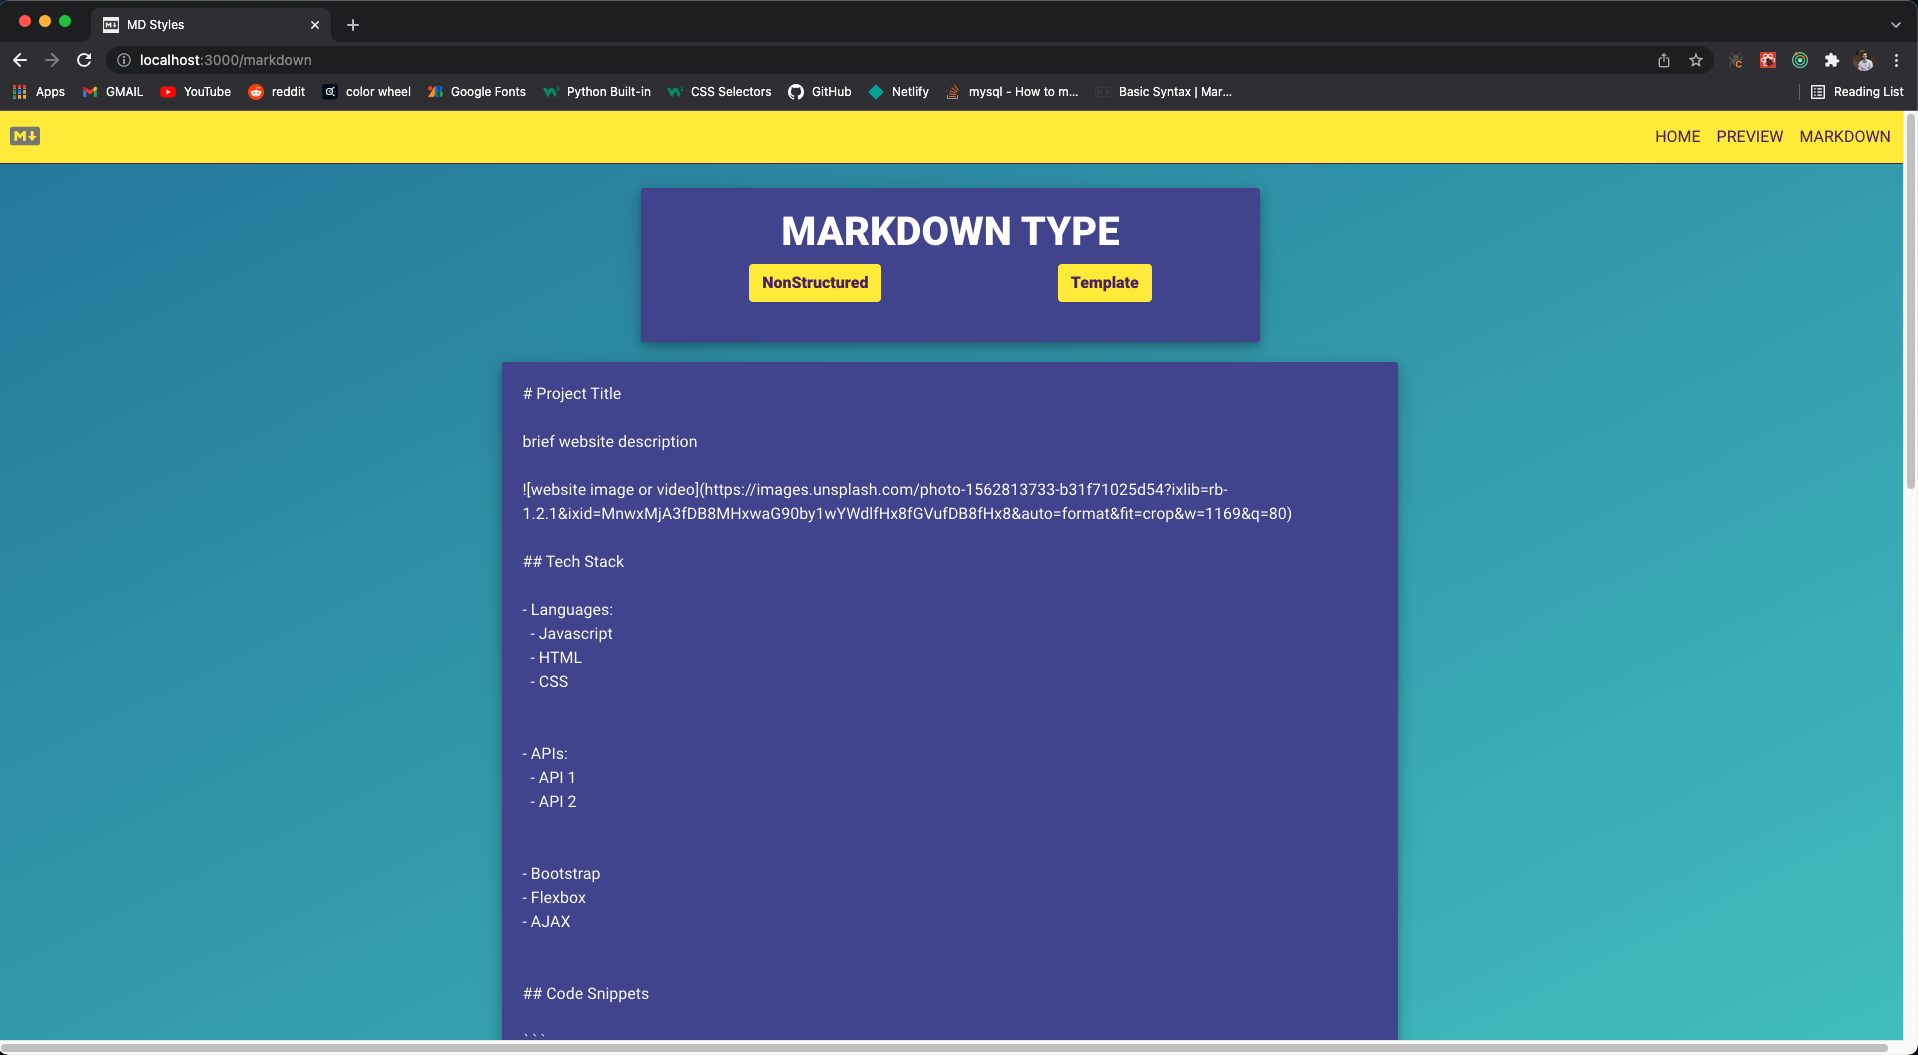 MD Styles
localhost:3000/markdown
Apps GMAIL YouTube reddit color wheel Google Fonts Python Built-in CSS Selectors GitHub Netlify mysql - How to m... Basic Syntax | Mar... Reading List
M HOME PREVIEW MARKDOWN
MARKDOWN TYPE
NonStructured Template
# Project Title
brief website description
![website image or video](https://images.unsplash.com/photo-1562813733-b31f71025d54?ixlib=rb-
1.2.1&ixid=MnwxMjA3fDB8MHxwaG90by1wYWdlfHx8fGVufDB8fHx8&auto=format&fit=crop&w=1169&q=80)
## Tech Stack
- Languages:
- Javascript
- HTML
- CSS
- APIs:
- API 1
- API 2
- Bootstrap
- Flexbox
- AJAX
## Code Snippets
```